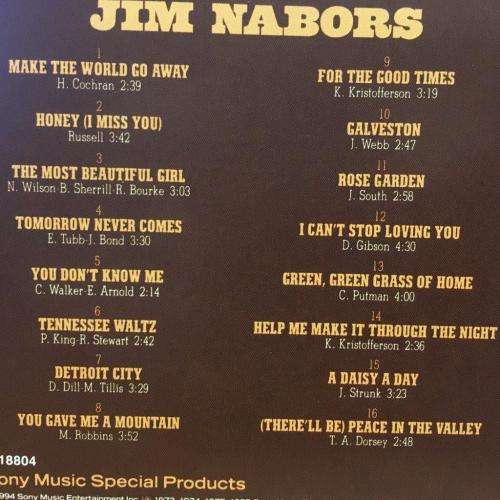 JIM NABORS
1
MAKE THE WORLD GO AWAY
H. Cochran 2:39
2
HONEY (I MISS YOU)
Russell 3:42
3
THE MOST BEAUTIFUL GIRL
N. Wilson-B. Sherrill-R. Bourke 3:03
4
TOMORROW NEVER COMES
E. Tubb-J. Bond 3:30
5
YOU DON'T KNOW ME
C. Walker-E. Arnold 2:14
6
TENNESSEE WALTZ
P. King-R. Stewart 2:42
7
DETROIT CITY
D. Dill-M. Tillis 3:29
8
YOU GAVE ME A MOUNTAIN
M. Robbins 3:52
9
FOR THE GOOD TIMES
K. Kristofferson 3:19
10
GALVESTON
J. Webb 2:47
11
ROSE GARDEN
J. South 2:58
12
I CAN'T STOP LOVING YOU
D. Gibson 4:30
13
GREEN, GREEN GRASS OF HOME
C. Putman 4:00
14
HELP ME MAKE IT THROUGH THE NIGHT
K. Kristofferson 2:36
15
A DAISY A DAY
J. Strunk 3:23
16
(THERE'LL BE) PEACE IN THE VALLEY
T. A. Dorsey 2:48
18804
ony Music Special Products
994 Sony Music Entertainment Inc.